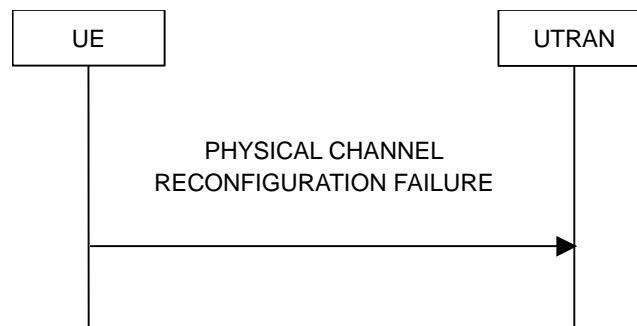 UE
UTRAN
PHYSICAL CHANNEL
RECONFIGURATION FAILURE